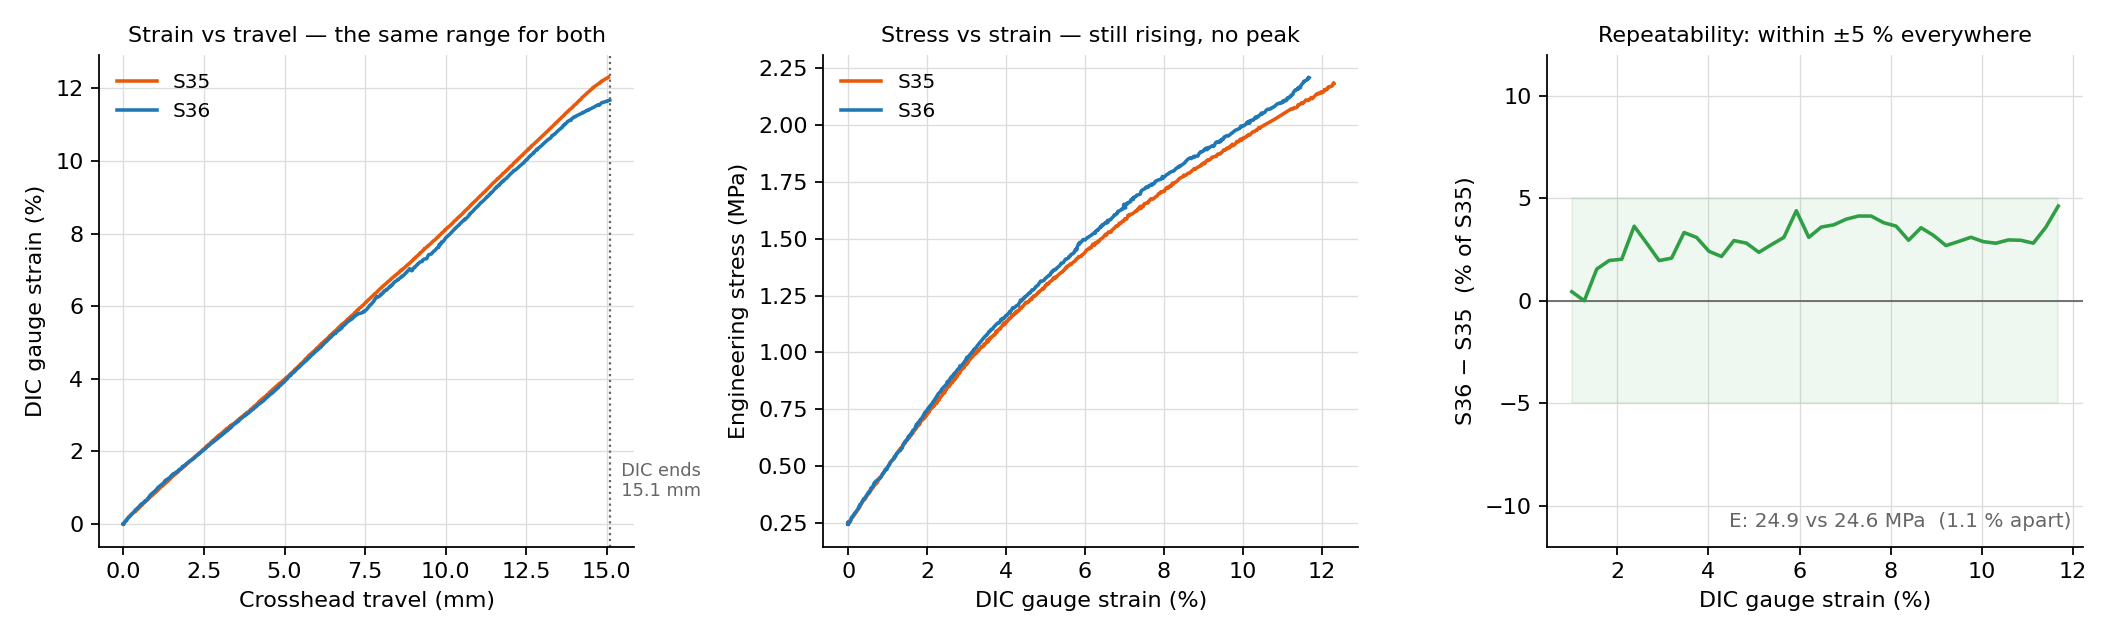 Strain vs travel — the same range for both
S35
S36
DIC gauge strain (%)
12
10
8
6
4
2
0
DIC ends
15.1 mm
0.0 2.5 5.0 7.5 10.0 12.5 15.0
Crosshead travel (mm)
Stress vs strain — still rising, no peak
S35
S36
Engineering stress (MPa)
2.25
2.00
1.75
1.50
1.25
1.00
0.75
0.50
0.25
0 2 4 6 8 10 12
DIC gauge strain (%)
Repeatability: within ±5 % everywhere
S36 − S35 (% of S35)
10
5
0
−5
−10
E: 24.9 vs 24.6 MPa (1.1 % apart)
2 4 6 8 10 12
DIC gauge strain (%)